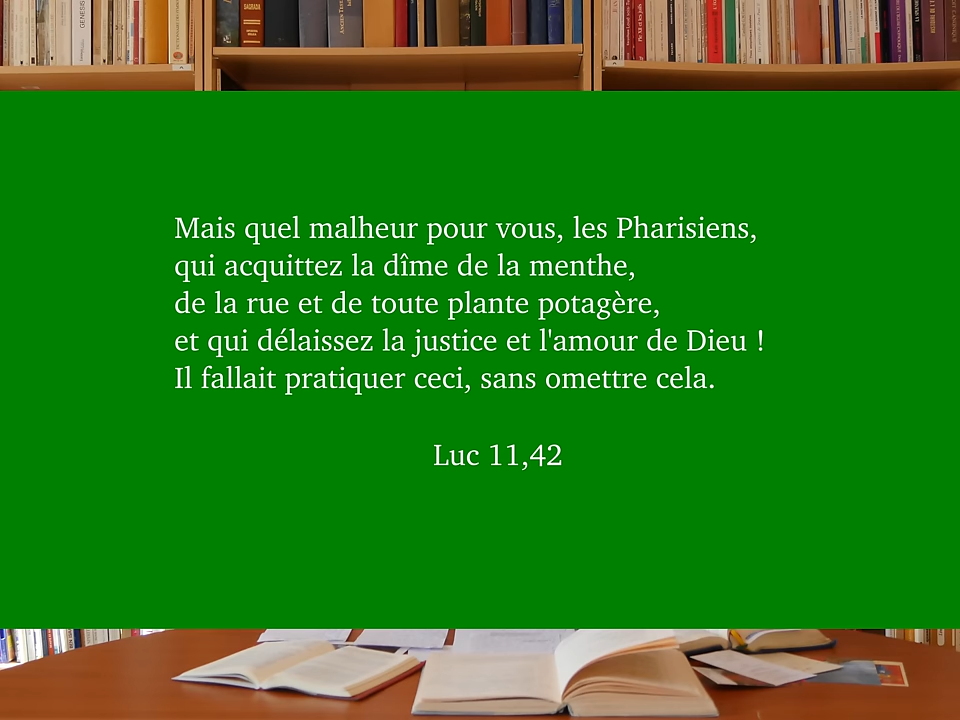 GENESIS
SAGRADA
Mais quel malheur pour vous, les Pharisiens,
qui acquittez la dîme de la menthe,
de la rue et de toute plante potagère,
et qui délaissez la justice et l'amour de Dieu !
Il fallait pratiquer ceci, sans omettre cela.
Luc 11,42